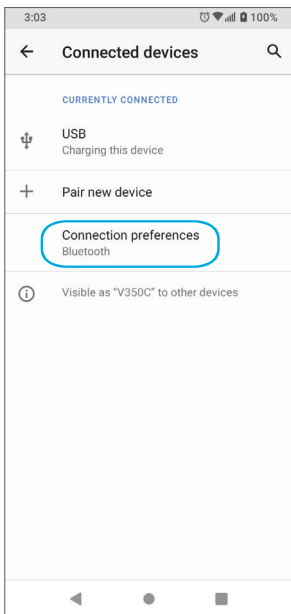 3:03 100%
Connected devices
CURRENTLY CONNECTED
USB
Charging this device
Pair new device
Connection preferences
Bluetooth
Visible as “V350C” to other devices